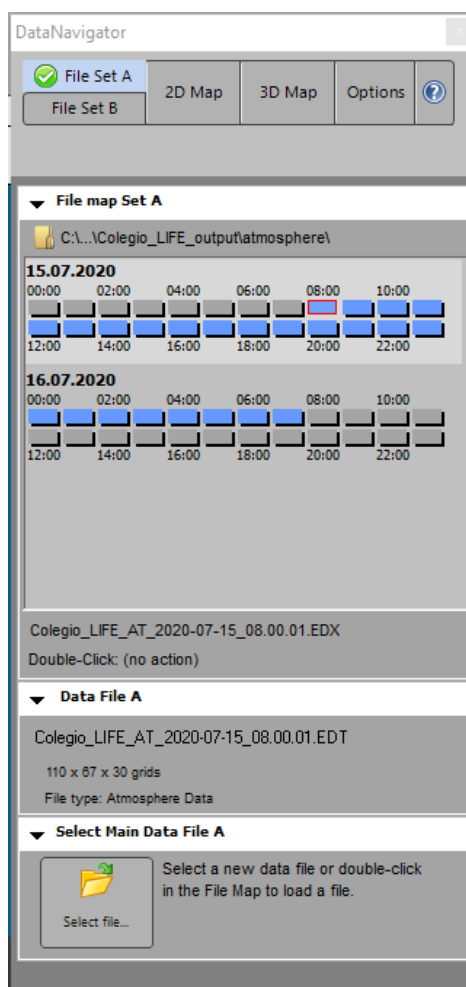 DataNavigator
x
File Set A
File Set B
2D Map
3D Map
Options
?
File map Set A
C:\...\Colegio_LIFE_output\atmosphere\
15.07.2020
00:00 02:00 04:00 06:00 08:00 10:00
12:00 14:00 16:00 18:00 20:00 22:00
16.07.2020
00:00 02:00 04:00 06:00 08:00 10:00
12:00 14:00 16:00 18:00 20:00 22:00
Colegio_LIFE_AT_2020-07-15_08.00.01.EDX
Double-Click: (no action)
Data File A
Colegio_LIFE_AT_2020-07-15_08.00.01.EDT
110 x 67 x 30 grids
File type: Atmosphere Data
Select Main Data File A
Select file...
Select a new data file or double-click
in the File Map to load a file.